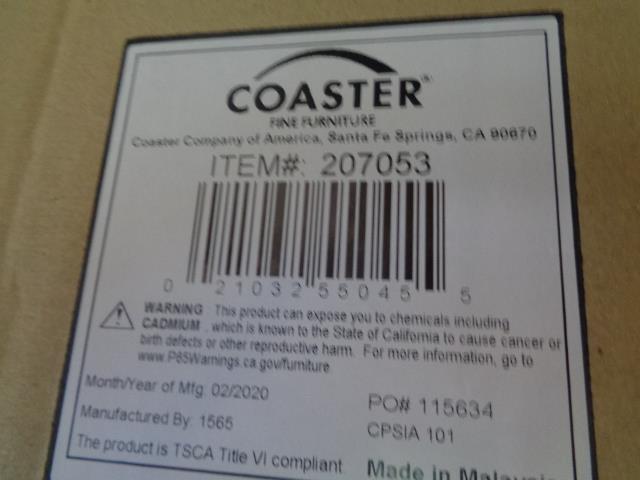 COASTER®
FINE FURNITURE
Coaster Company of America, Santa Fe Springs, CA 90670
ITEM#: 207053
0 21032 55045 5
WARNING This product can expose you to chemicals including
CADMIUM , which is known to the State of California to cause cancer or
birth defects or other reproductive harm. For more information, go to
www.P65Warnings.ca.gov/furniture
Month/Year of Mfg: 02/2020
PO# 115634
Manufactured By: 1565
CPSIA 101
The product is TSCA Title VI compliant
Made in Malaysia